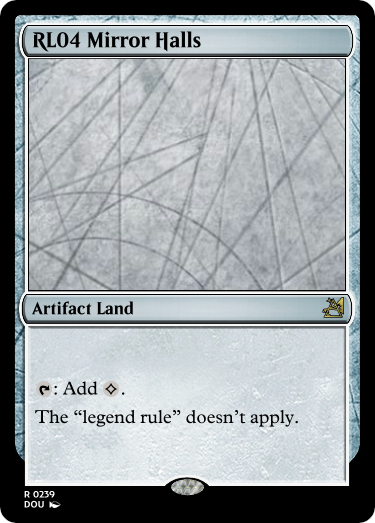 RL04 Mirror Halls
Artifact Land
: Add .
The “legend rule” doesn’t apply.
R 0239
DOU